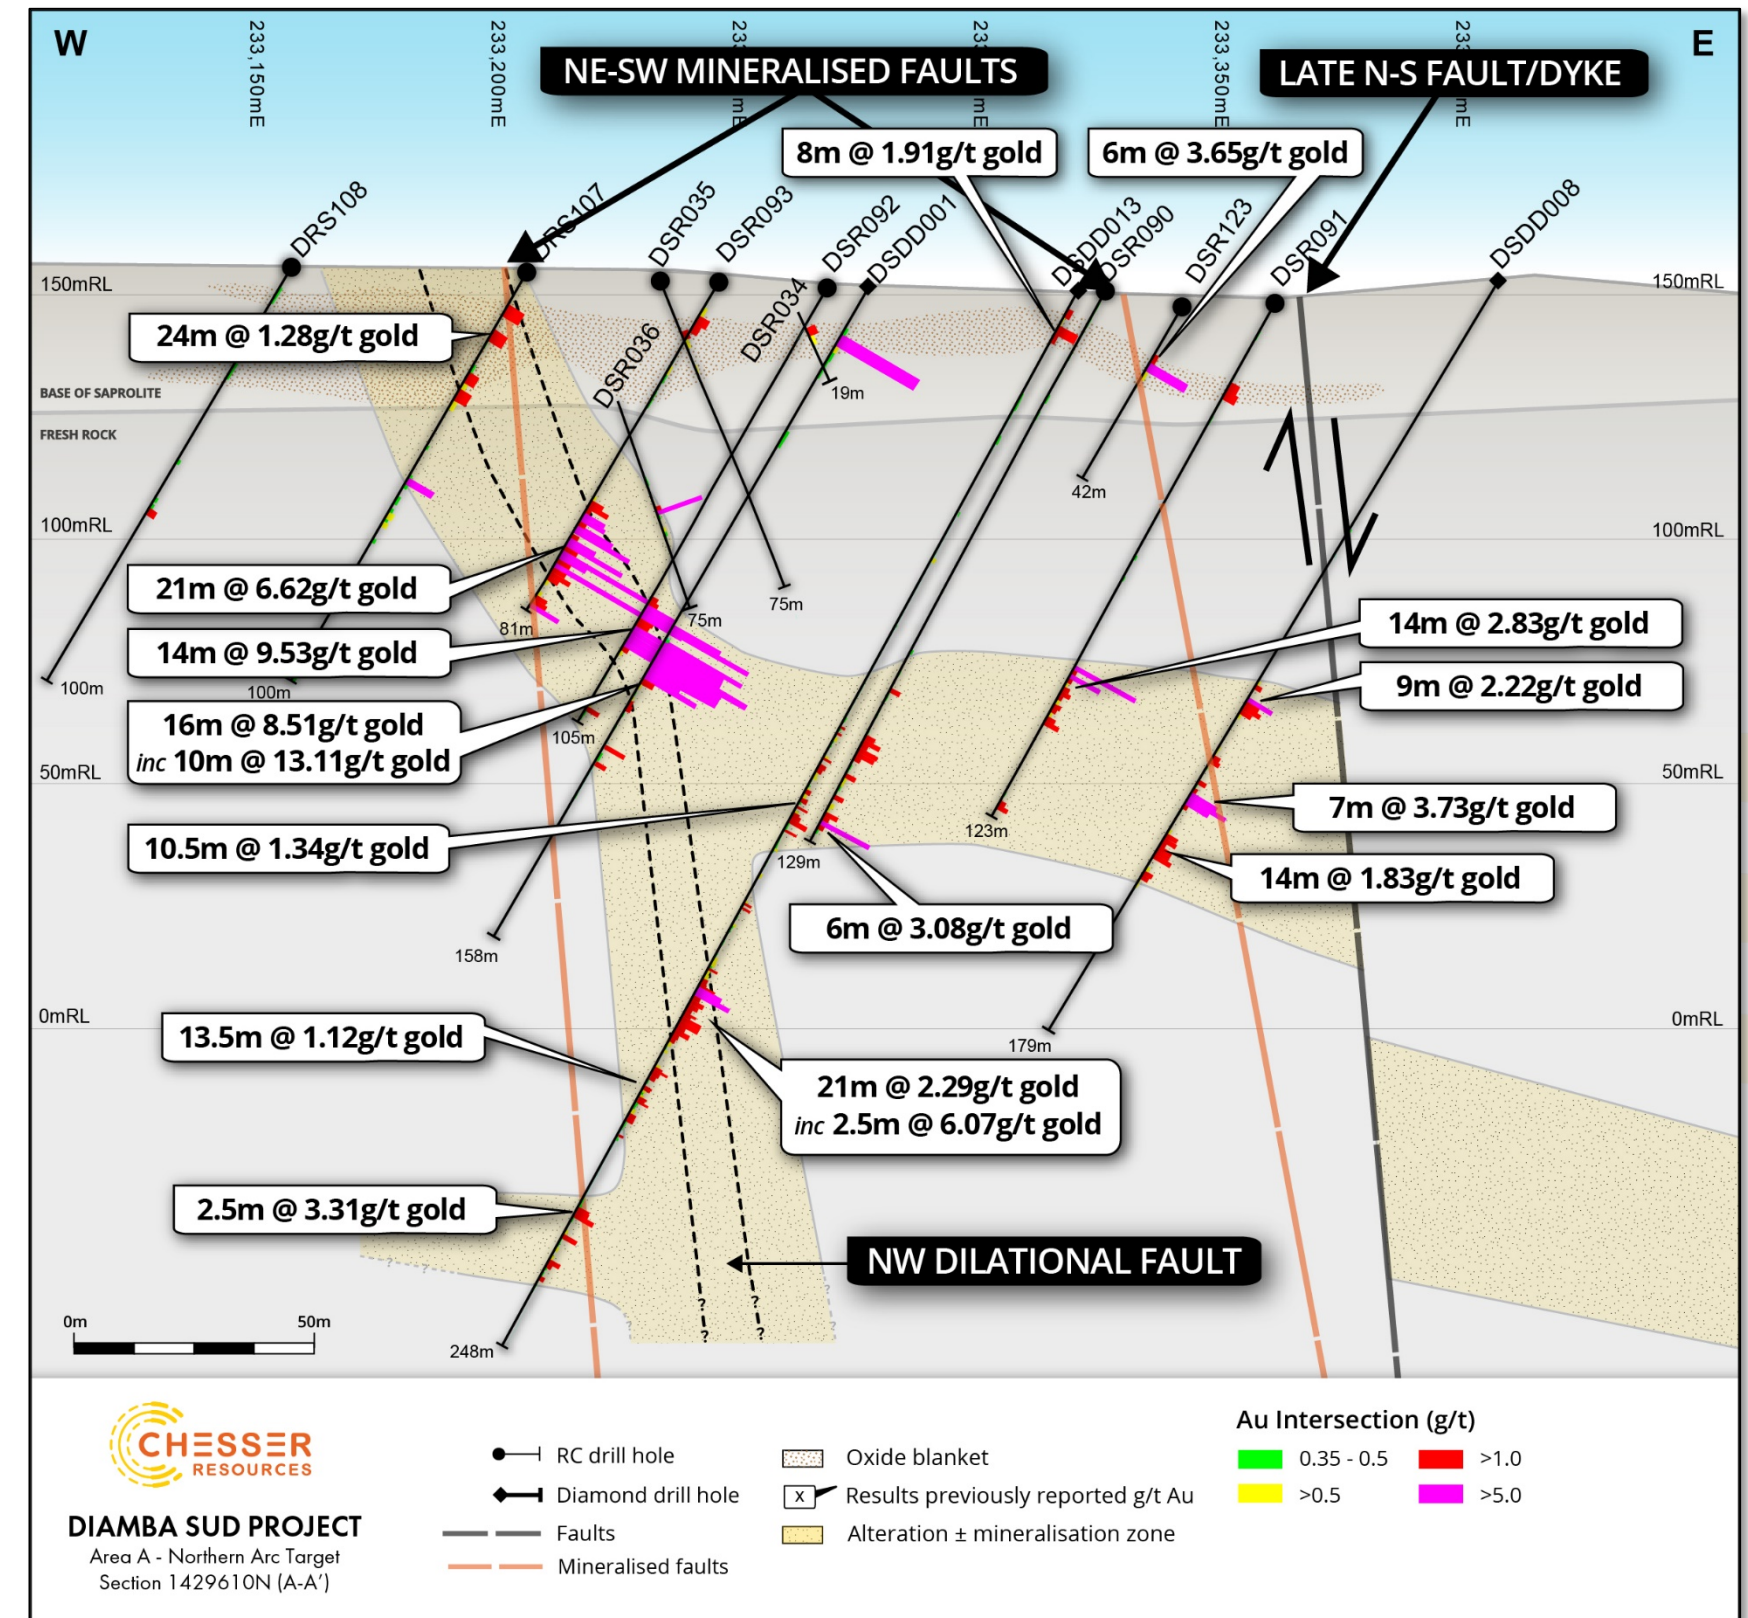 W
E
233,150mE
233,200mE
233,350mE
NE-SW MINERALISED FAULTS
LATE N-S FAULT/DYKE
8m @ 1.91g/t gold
6m @ 3.65g/t gold
DRS108
DRS107
DSR035
DSR093
DSR092
DSDD001
DSDD013
DSR090
DSR123
DSR091
DSDD008
DSR036
DSR034
150mRL
150mRL
24m @ 1.28g/t gold
BASE OF SAPROLITE
FRESH ROCK
19m
42m
100mRL
100mRL
21m @ 6.62g/t gold
75m
75m
81m
14m @ 9.53g/t gold
14m @ 2.83g/t gold
9m @ 2.22g/t gold
100m
100m
16m @ 8.51g/t gold
inc 10m @ 13.11g/t gold
105m
50mRL
50mRL
7m @ 3.73g/t gold
123m
10.5m @ 1.34g/t gold
129m
14m @ 1.83g/t gold
6m @ 3.08g/t gold
158m
0mRL
0mRL
13.5m @ 1.12g/t gold
179m
21m @ 2.29g/t gold
inc 2.5m @ 6.07g/t gold
2.5m @ 3.31g/t gold
NW DILATIONAL FAULT
? ? ? ? ? ? ? ?
0m 50m
248m
CHESSER
RESOURCES
DIAMBA SUD PROJECT
Area A - Northern Arc Target
Section 1429610N (A-A')
RC drill hole
Diamond drill hole
Faults
Mineralised faults
Oxide blanket
X
Results previously reported g/t Au
Alteration ± mineralisation zone
Au Intersection (g/t)
0.35 - 0.5
>1.0
>0.5
>5.0